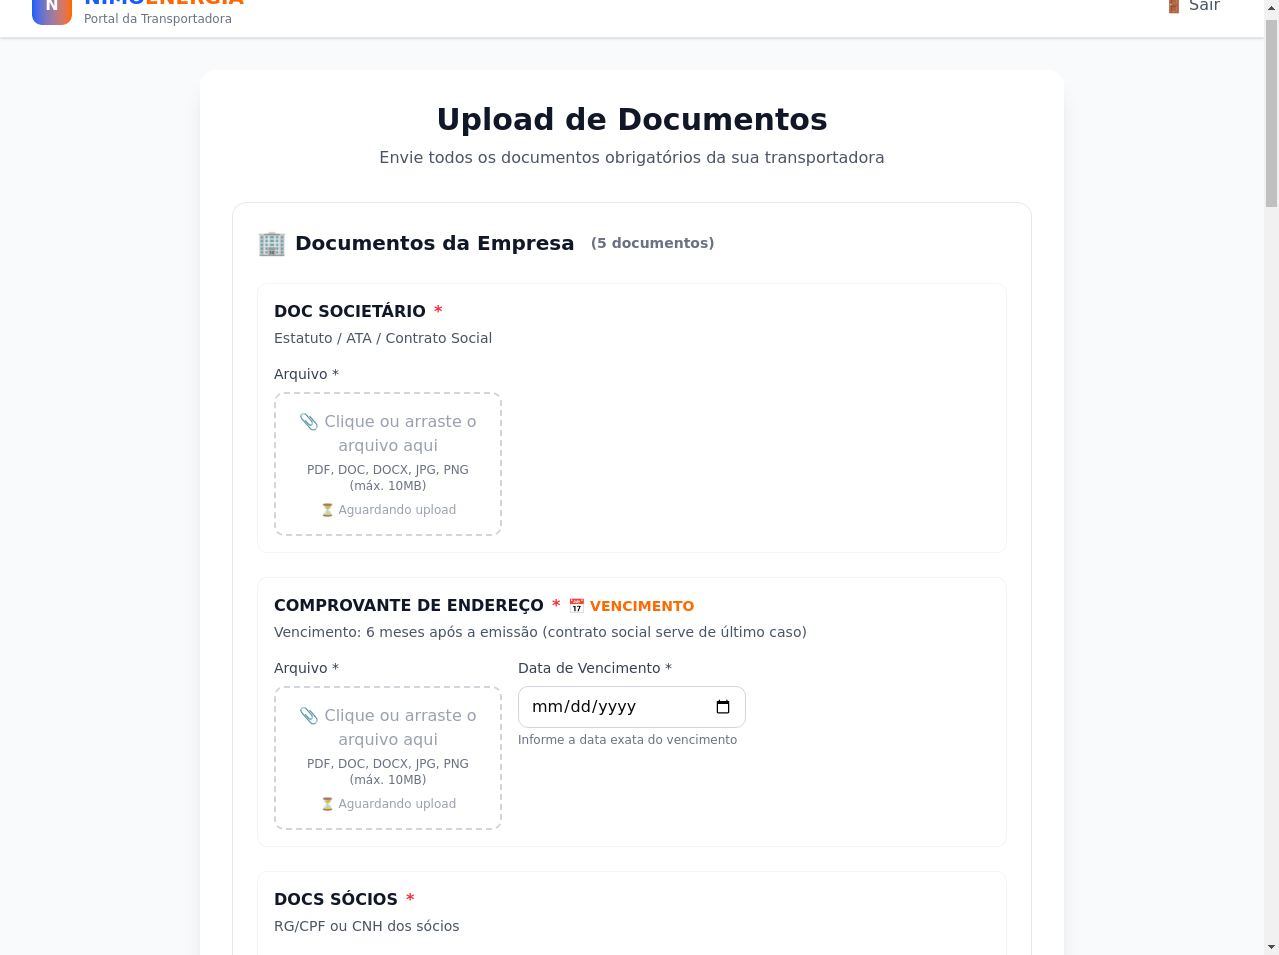 N
NIMOENERGIA
Portal da Transportadora
Sair
Upload de Documentos
Envie todos os documentos obrigatórios da sua transportadora
Documentos da Empresa (5 documentos)
DOC SOCIETÁRIO *
Estatuto / ATA / Contrato Social
Arquivo *
Clique ou arraste o
arquivo aqui
PDF, DOC, DOCX, JPG, PNG
(máx. 10MB)
Aguardando upload
COMPROVANTE DE ENDEREÇO * VENCIMENTO
Vencimento: 6 meses após a emissão (contrato social serve de último caso)
Arquivo *
Clique ou arraste o
arquivo aqui
PDF, DOC, DOCX, JPG, PNG
(máx. 10MB)
Aguardando upload
Data de Vencimento *
mm/dd/yyyy
Informe a data exata do vencimento
DOCS SÓCIOS *
RG/CPF ou CNH dos sócios